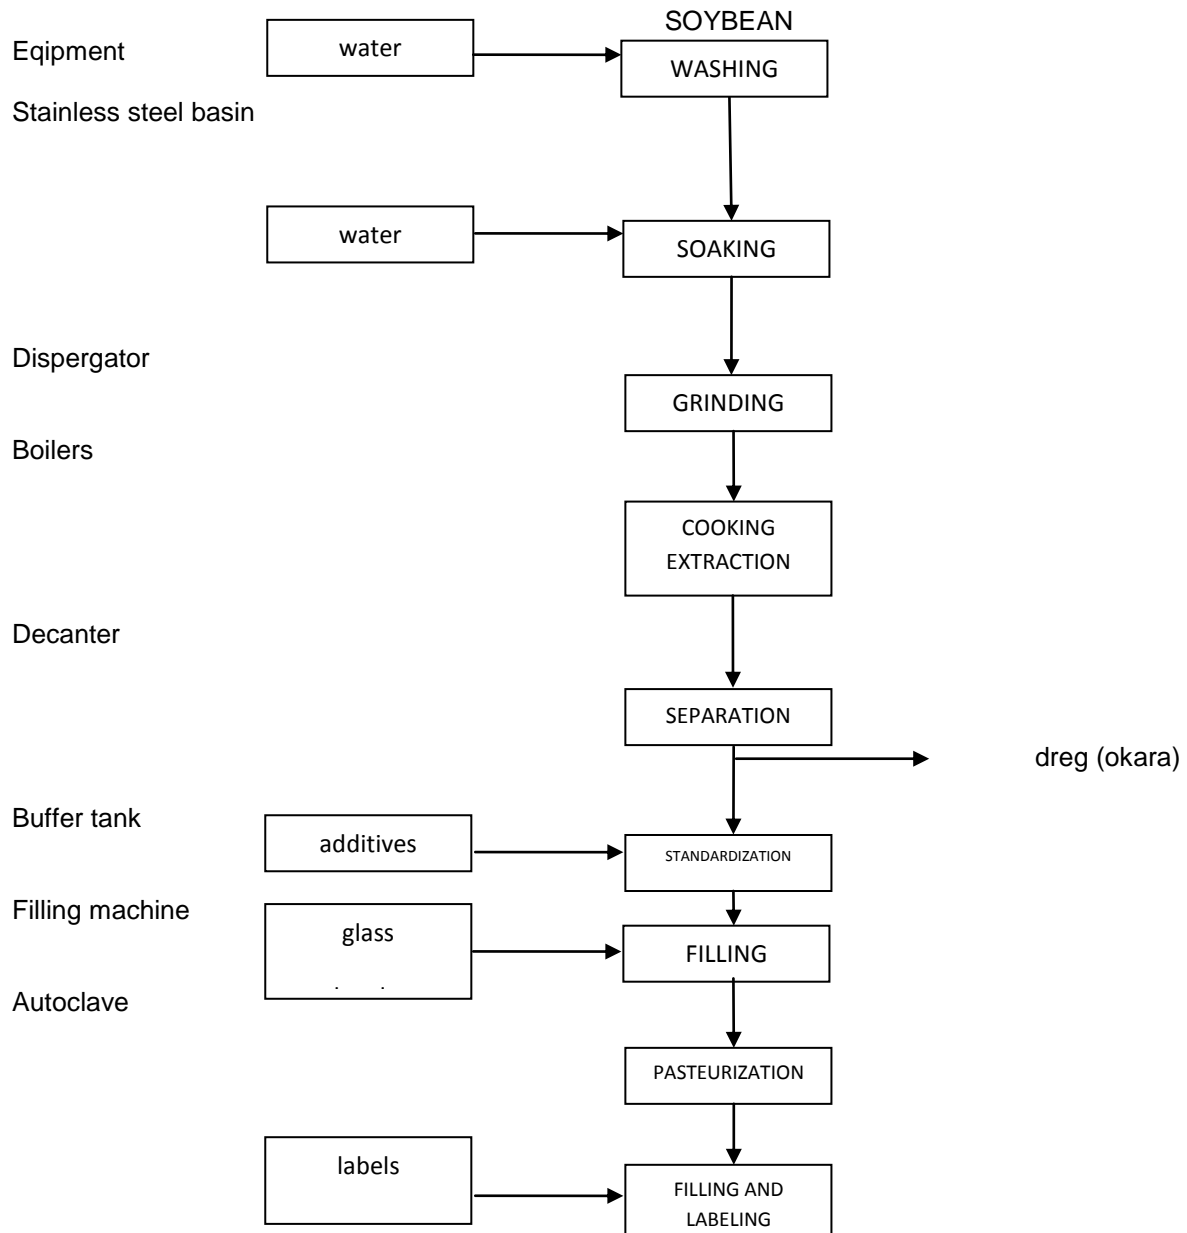 SOYBEAN
Eqipment
water
WASHING
Stainless steel basin
water
SOAKING
Dispergator
GRINDING
Boilers
COOKING
EXTRACTION
Decanter
SEPARATION
dreg (okara)
Buffer tank
additives
STANDARDIZATION
Filling machine
glass
FILLING
Autoclave
PASTEURIZATION
labels
FILLING AND
LABELING